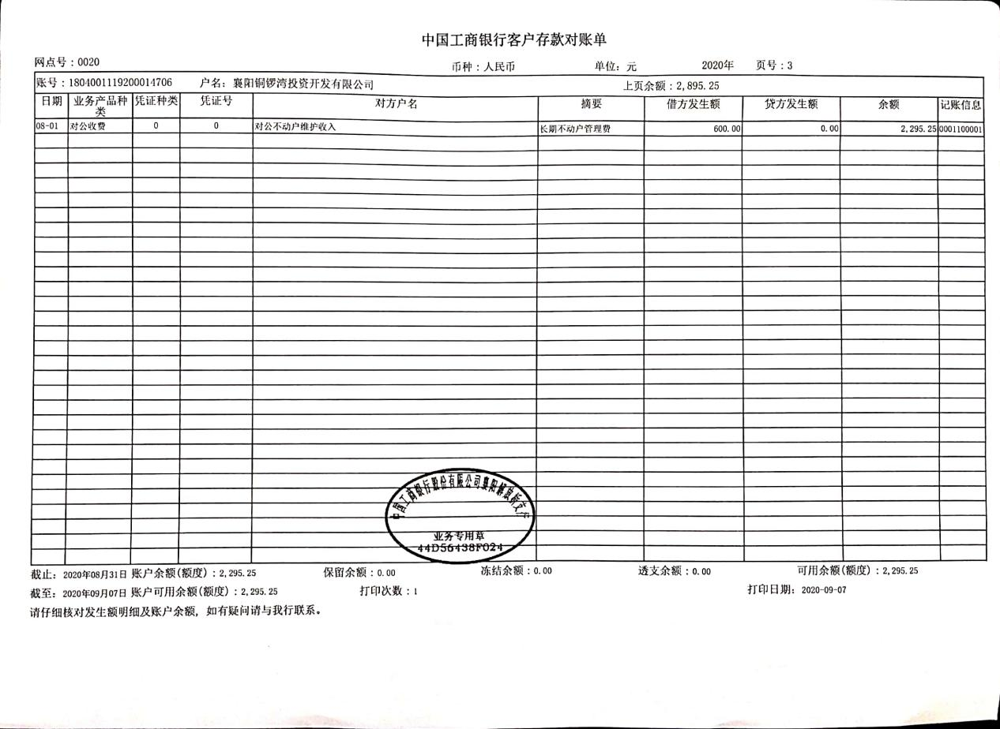 中国工商银行客户存款对账单
网点号：0020 币种：人民币 单位：元 2020年 页号：3
账号：1804001119200014706 户名：襄阳铜锣湾投资开发有限公司 上页余额：2,895.25
日期 业务产品种类 凭证种类 凭证号 对方户名 摘要 借方发生额 贷方发生额 余额 记账信息
08-01 对公收费 0 0 对公不动户维护收入 长期不动户管理费 600.00 0.00 2,295.25 0001100001
中国工商银行股份有限公司襄阳解放桥支行
业务专用章
44D56438F024
截止：2020年08月31日 账户余额(额度)：2,295.25 保留余额：0.00 冻结余额：0.00 透支余额：0.00 可用余额(额度)：2,295.25
截至：2020年09月07日 账户可用余额(额度)：2,295.25 打印次数：1 打印日期：2020-09-07
请仔细核对发生额明细及账户余额，如有疑问请与我行联系。